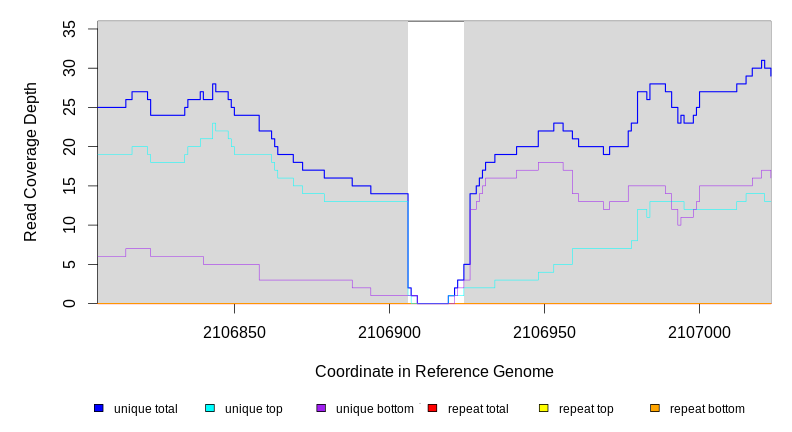 35
30
25
20
15
10
5
0
Read Coverage Depth
2106850 2106900 2106950 2107000
Coordinate in Reference Genome
unique total unique top unique bottom repeat total repeat top repeat bottom